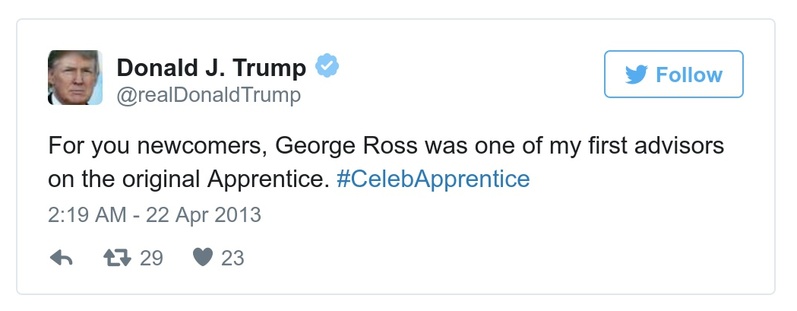 Donald J. Trump
@realDonaldTrump
Follow
For you newcomers, George Ross was one of my first advisors
on the original Apprentice. #CelebApprentice
2:19 AM - 22 Apr 2013
29 23